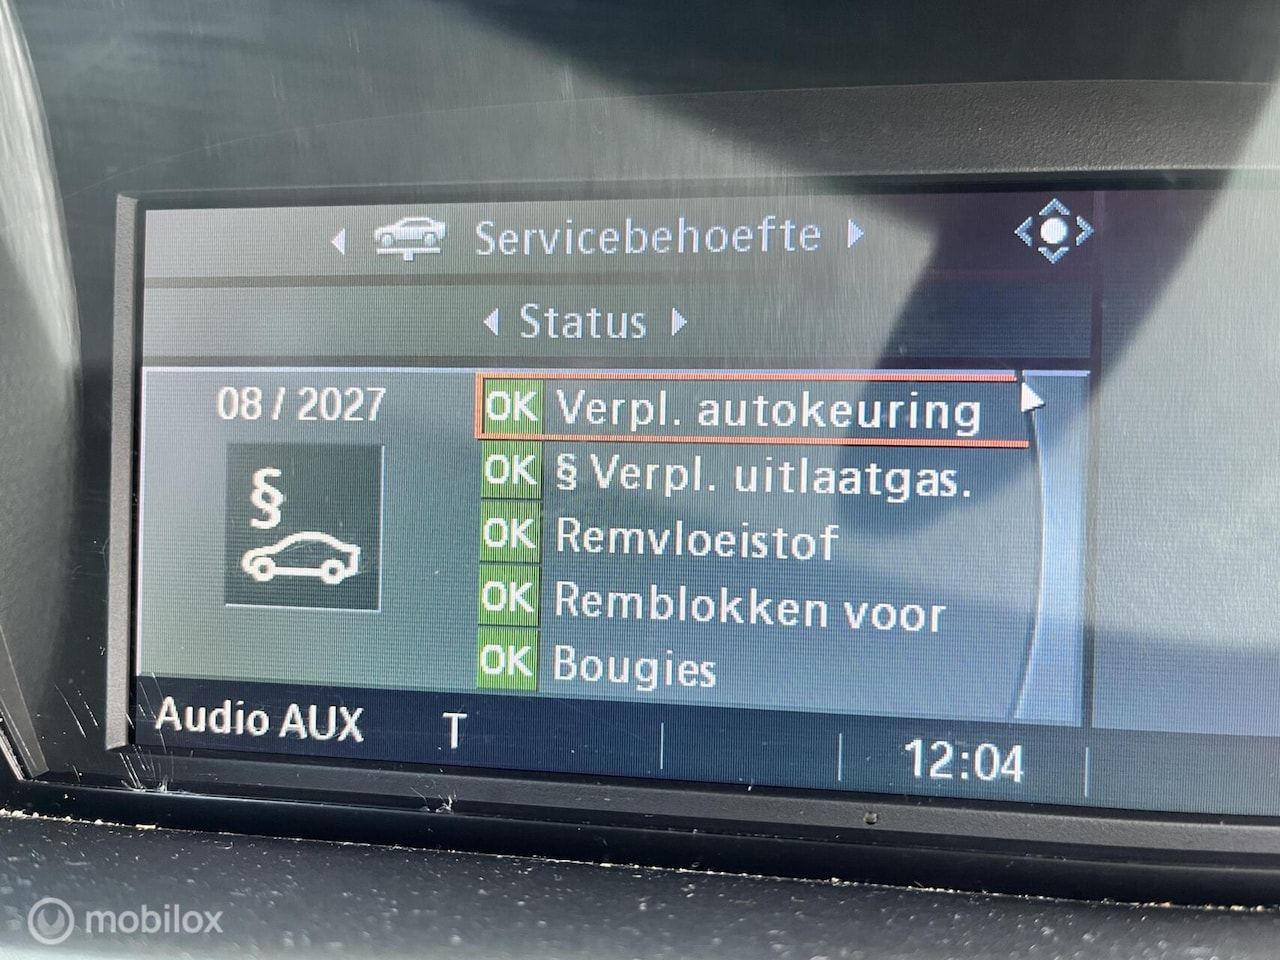 Servicebehoefte
Status
08 / 2027
OK Verpl. autokeuring
OK § Verpl. uitlaatgas.
OK Remvloeistof
OK Remblokken voor
OK Bougies
§
Audio AUX T 12:04
mobilox